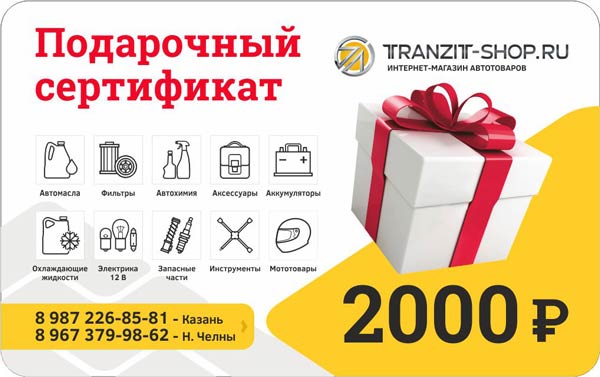 Подарочный
сертификат
TRANZIT-SHOP.RU
ИНТЕРНЕТ-МАГАЗИН АВТОТОВАРОВ
Автомасла
Фильтры
Автохимия
Аксессуары
Аккумуляторы
Охлаждающие
жидкости
Электрика
12 В
Запасные
части
Инструменты
Мототовары
8 987 226-85-81 - Казань
8 967 379-98-62 - Н. Челны
2000 ₽